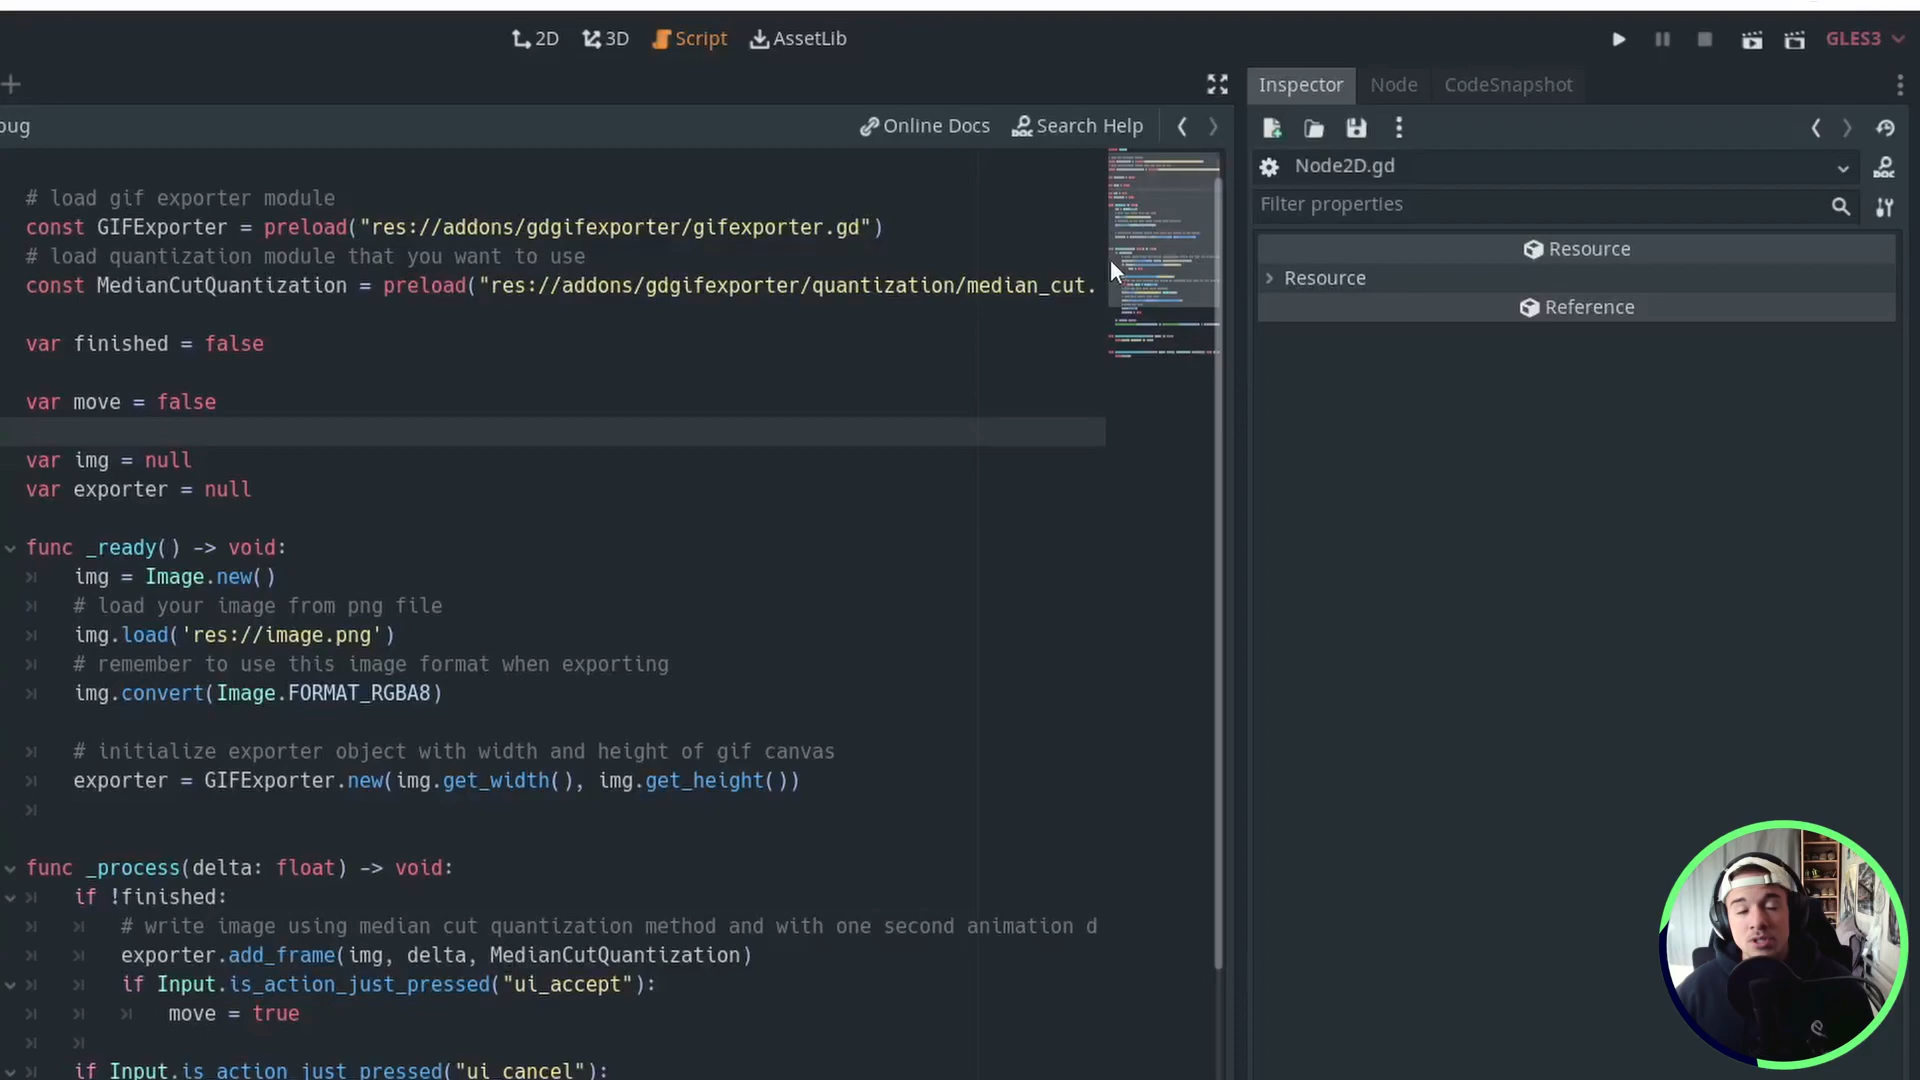 2D 3D Script AssetLib GLES3
Inspector Node CodeSnapshot
oug Online Docs Search Help
Node2D.gd
Filter properties
Resource
Resource
Reference
# load gif exporter module
const GIFExporter = preload("res://addons/gdgifexporter/gifexporter.gd")
# load quantization module that you want to use
const MedianCutQuantization = preload("res://addons/gdgifexporter/quantization/median_cut.
var finished = false
var move = false
var img = null
var exporter = null
func _ready() -> void:
img = Image.new()
# load your image from png file
img.load('res://image.png')
# remember to use this image format when exporting
img.convert(Image.FORMAT_RGBA8)
# initialize exporter object with width and height of gif canvas
exporter = GIFExporter.new(img.get_width(), img.get_height())
func _process(delta: float) -> void:
if !finished:
# write image using median cut quantization method and with one second animation d
exporter.add_frame(img, delta, MedianCutQuantization)
if Input.is_action_just_pressed("ui_accept"):
move = true
if Input.is_action_just_pressed("ui_cancel"):